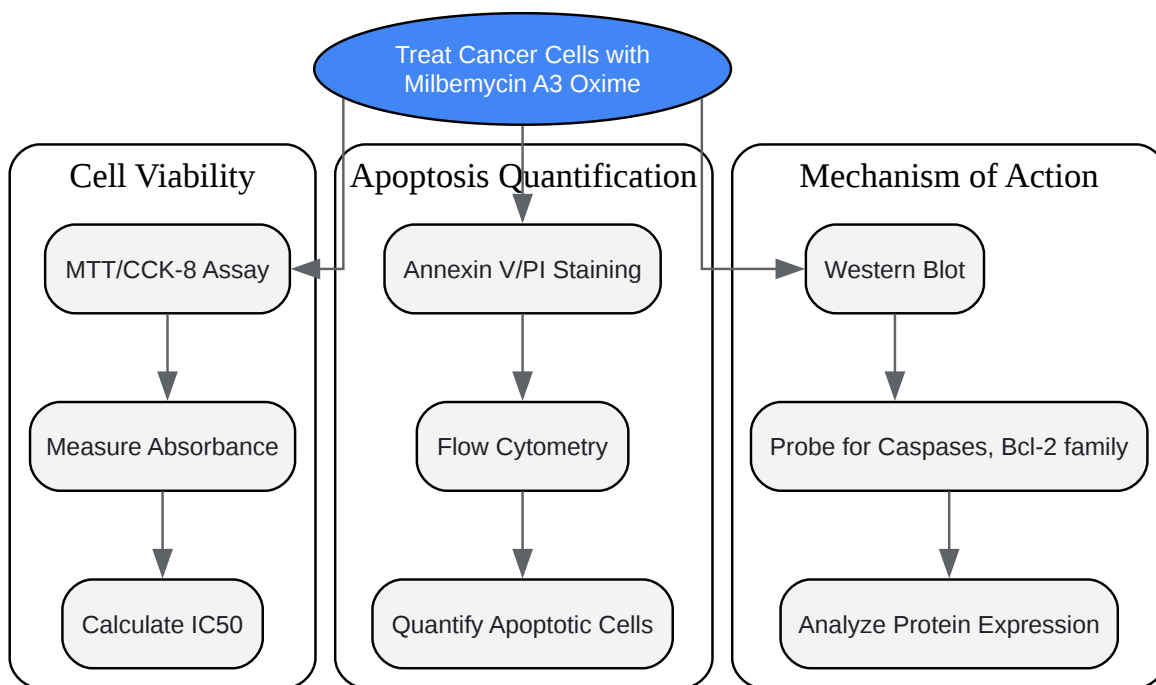 Treat Cancer Cells with
Milbemycin A3 Oxime
Cell Viability
MTT/CCK-8 Assay
Measure Absorbance
Calculate IC50
Apoptosis Quantification
Annexin V/PI Staining
Flow Cytometry
Quantify Apoptotic Cells
Mechanism of Action
Western Blot
Probe for Caspases, Bcl-2 family
Analyze Protein Expression